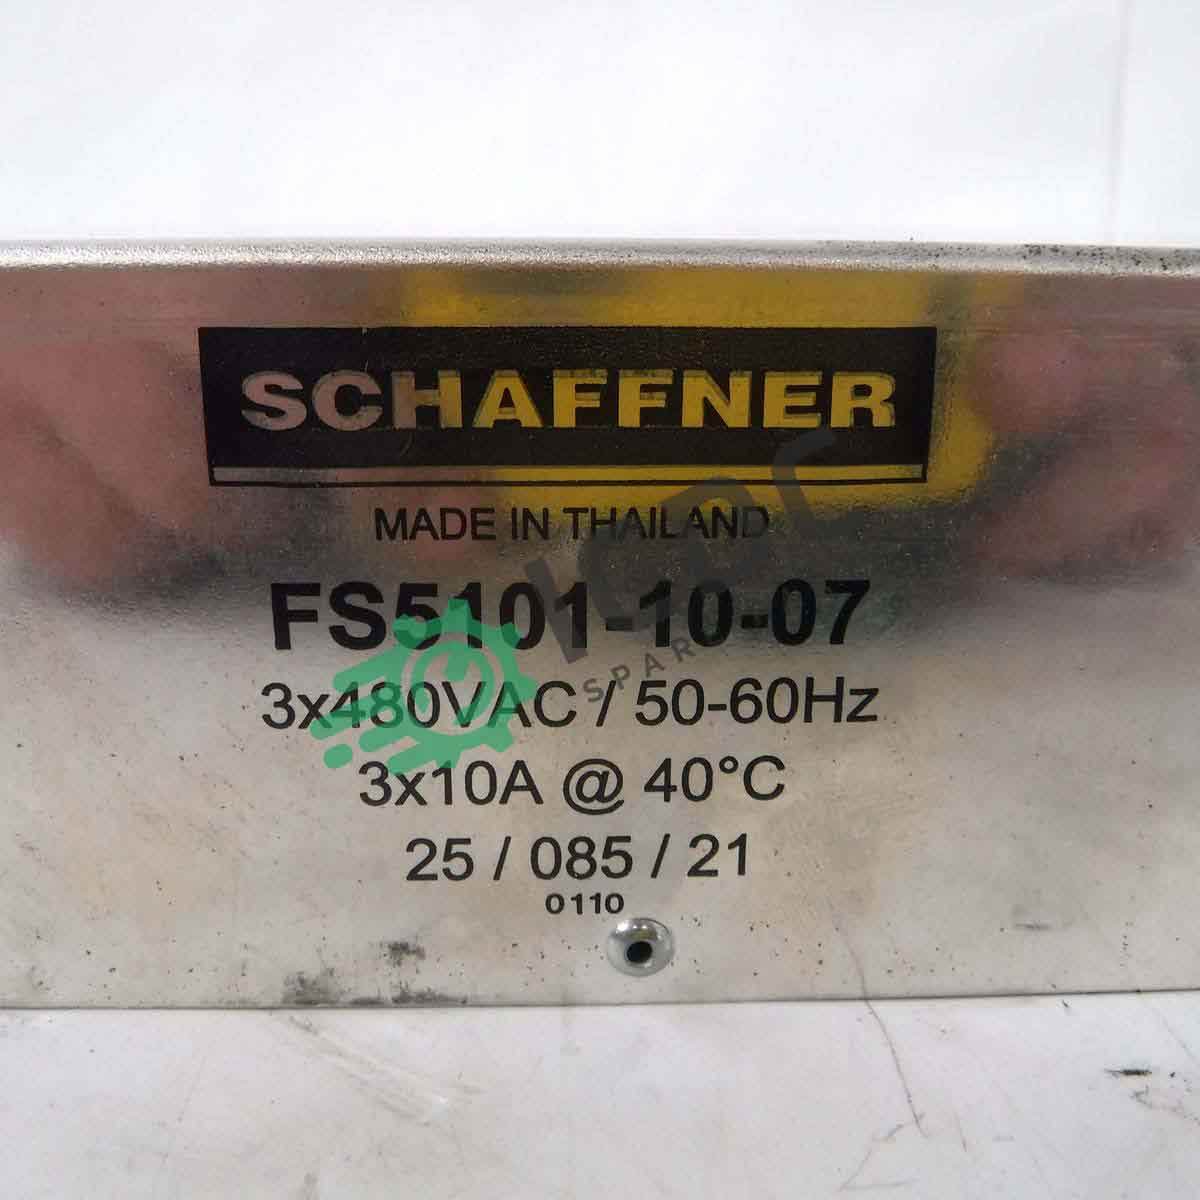 SCHAFFNER
MADE IN THAILAND
FS5101-10-07
3x480VAC / 50-60Hz
3x10A @ 40°C
25 / 085 / 21
0110